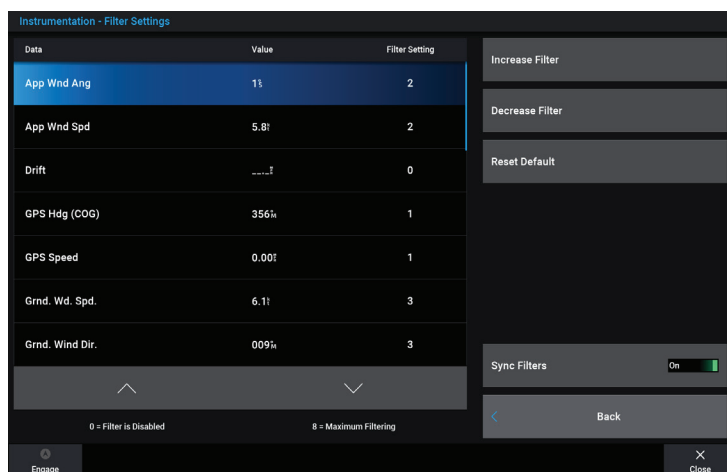 Instrumentation - Filter Settings
Data Value Filter Setting
App Wnd Ang 1° 2
App Wnd Spd 5.8 2
Drift __._ 0
GPS Hdg (COG) 356°M 1
GPS Speed 0.00 1
Grnd. Wd. Spd. 6.1 3
Grnd. Wind Dir. 009°M 3
0 = Filter is Disabled 8 = Maximum Filtering
Increase Filter
Decrease Filter
Reset Default
Sync Filters On
Back
A
Engage
Close